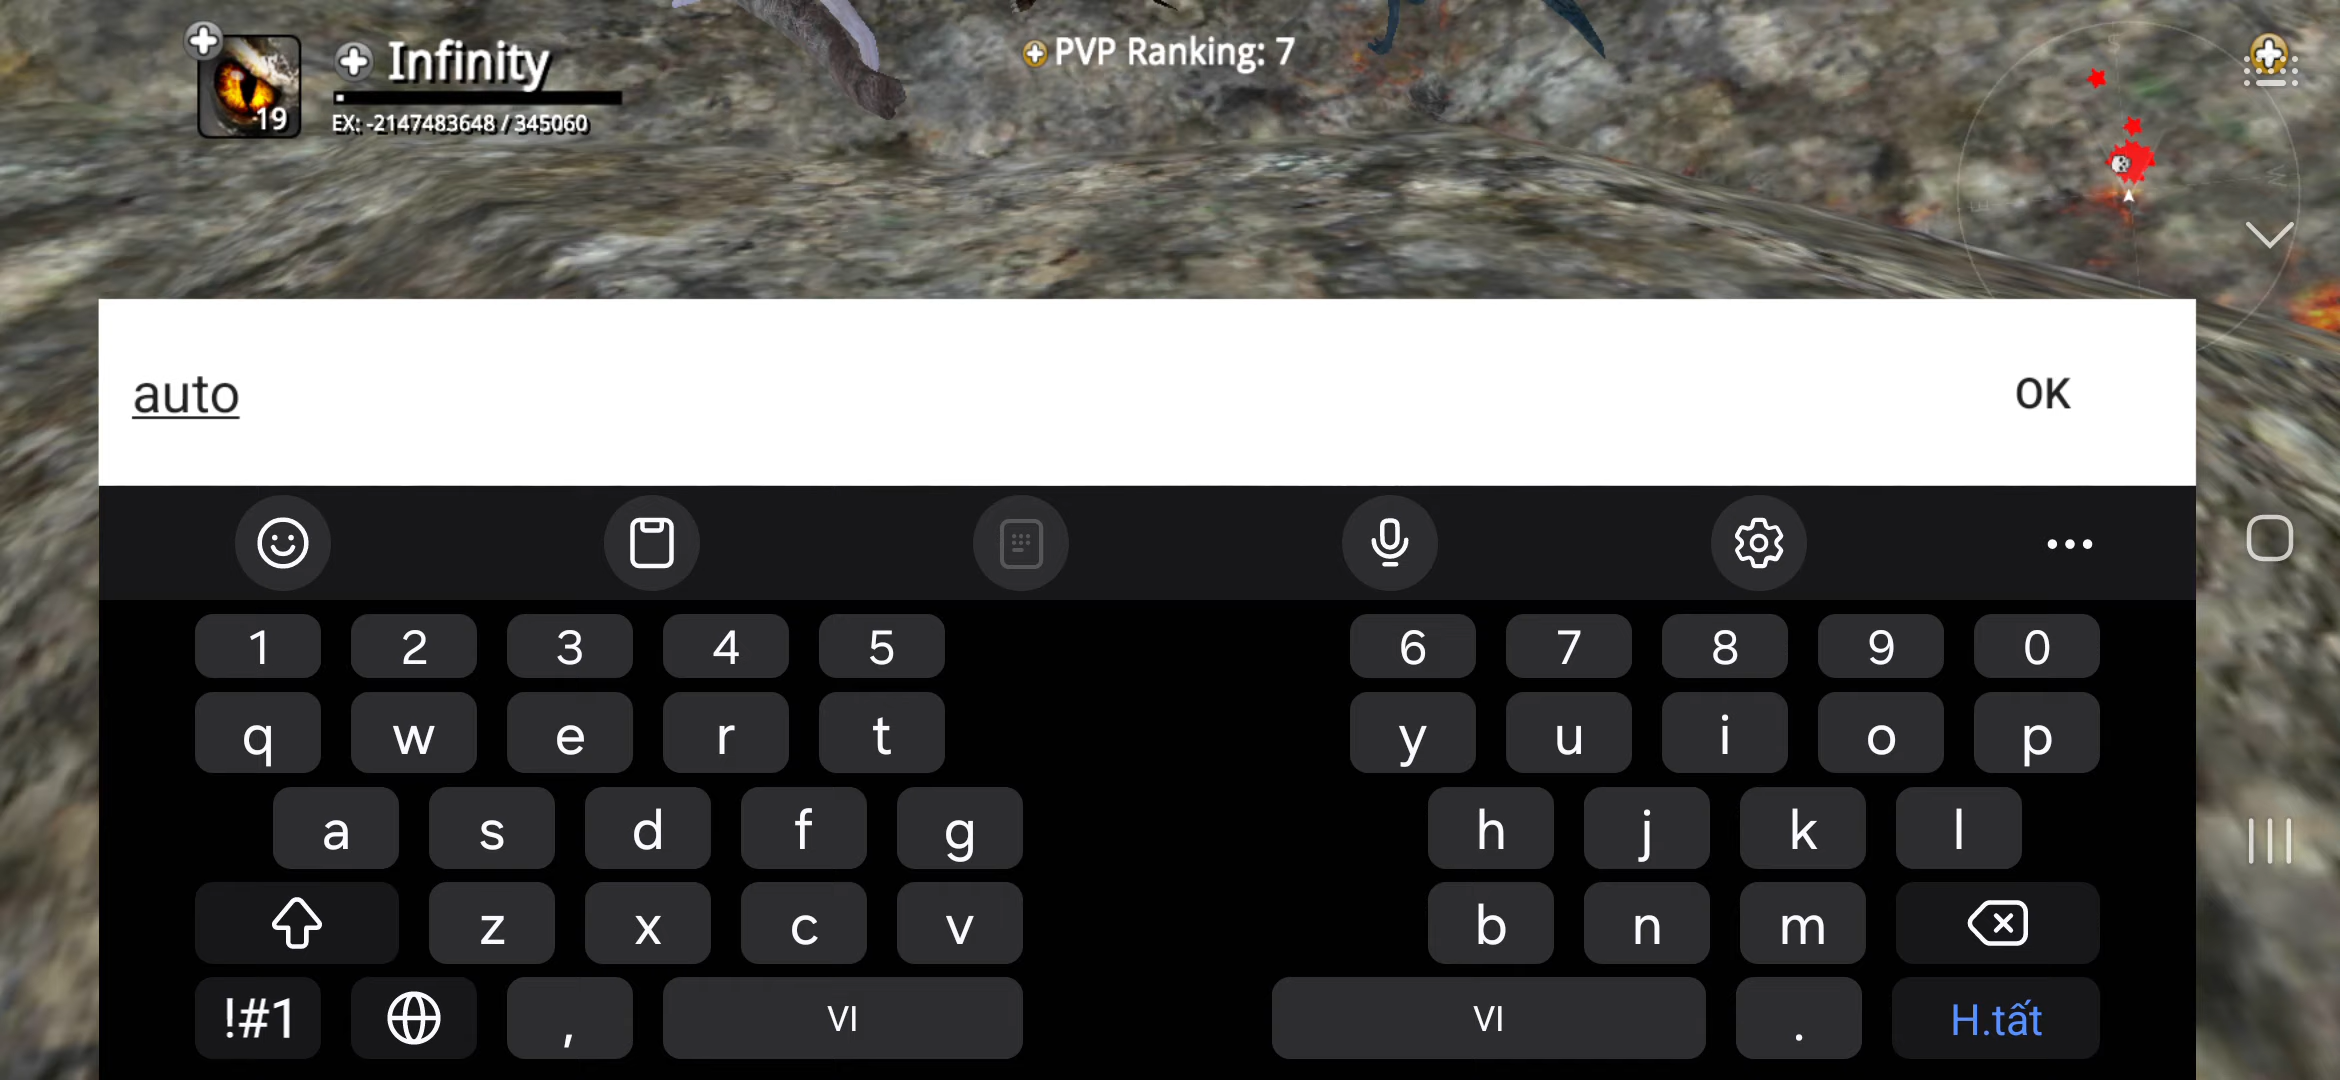 Infinity
19
EX: -2147483648 / 345060
PVP Ranking: 7
auto
OK
1 2 3 4 5 6 7 8 9 0
q w e r t y u i o p
a s d f g h j k l
z x c v b n m
!#1 , VI VI . H.tất